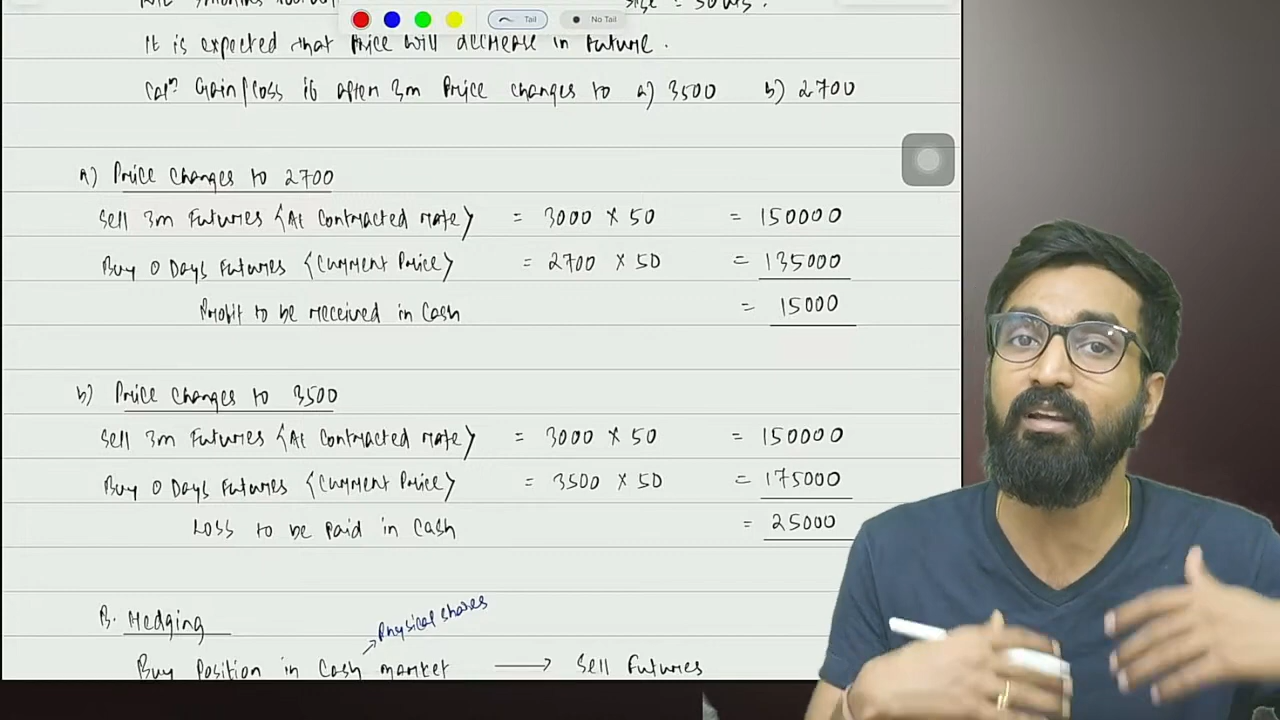 Tail
No Tail
It is expected that Price will decrease in Future.
Calⁿ Gain/Loss if after 3m Price changes to a) 3500 b) 2700
a) Price changes to 2700
Sell 3m Futures {At Contracted Rate} = 3000 × 50 = 150000
Buy 0 Days Futures {Current Price} = 2700 × 50 = 135000
Profit to be received in Cash = 15000
b) Price changes to 3500
Sell 3m Futures {At Contracted Rate} = 3000 × 50 = 150000
Buy 0 Days Futures {Current Price} = 3500 × 50 = 175000
Loss to be paid in Cash = 25000
B. Hedging
Physical shares
Buy Position in Cash market → Sell Futures